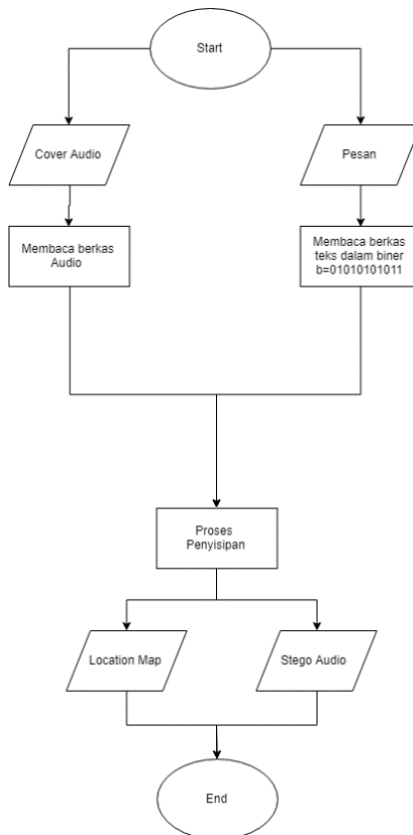 Start
Cover Audio
Pesan
Membaca berkas
Audio
Membaca berkas
teks dalam biner
b=01010101011
Proses
Penyisipan
Location Map
Stego Audio
End